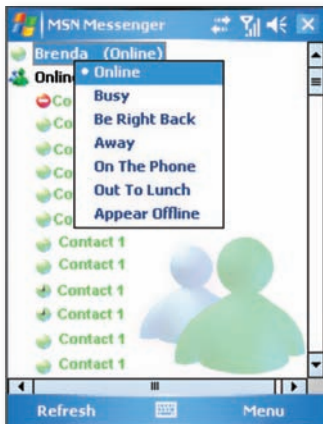 MSN Messenger
Brenda (Online)
Onlin
Online
Co
Busy
Co
Be Right Back
Co
Away
Co
On The Phone
Co
Out To Lunch
Co
Appear Offline
Contact 1
Contact 1
Contact 1
Contact 1
Contact 1
Contact 1
Refresh
Menu